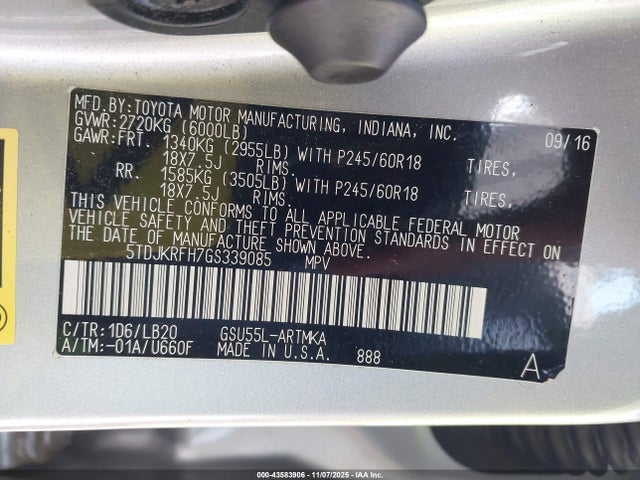 MFD.BY:TOYOTA MOTOR MANUFACTURING, INDIANA, INC. 09/16
GVWR:2720KG (6000LB)
GAWR:FRT. 1340KG (2955LB) WITH P245/60R18 TIRES,
18X7.5J RIMS.
RR. 1585KG (3505LB) WITH P245/60R18 TIRES,
18X7.5J RIMS.
THIS VEHICLE CONFORMS TO ALL APPLICABLE FEDERAL MOTOR
VEHICLE SAFETY AND THEFT PREVENTION STANDARDS IN EFFECT ON
THE DATE OF MANUFACTURE SHOWN ABOVE.
5TDJKRFH7GS339085 MPV
C/TR:1D6/LB20 GSU55L-ARTMKA
A/TM:-01A/U660F MADE IN U.S.A. 888
A
000-43583906 - 11/07/2025 - IAA Inc.